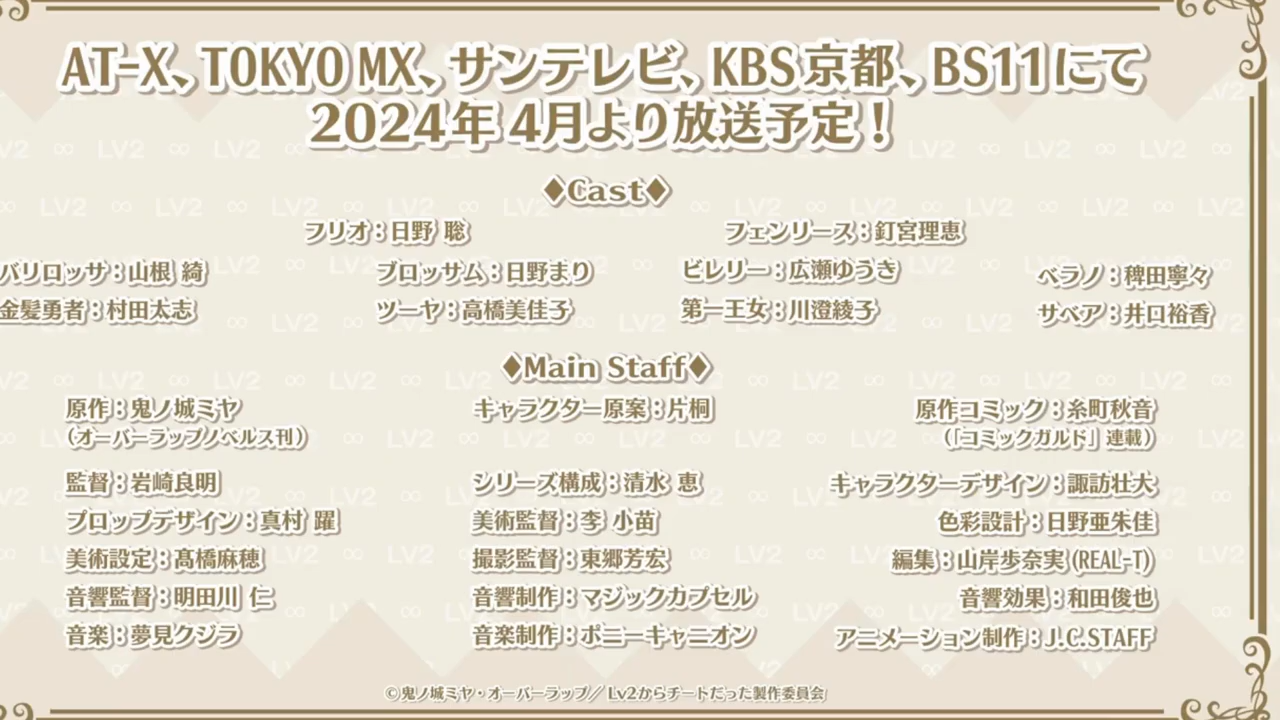 AT-X、TOKYO MX、サンテレビ、KBS京都、BS11にて
2024年 4月より放送予定！
♦Cast♦
フリオ：日野 聡 フェンリース：釘宮理恵
バリロッサ：山根 綺 ブロッサム：日野まり ビレリー：広瀬ゆうき ベラノ：稗田寧々
金髪勇者：村田太志 ツーヤ：高橋美佳子 第一王女：川澄綾子 サベア：井口裕香
♦Main Staff♦
原作：鬼ノ城ミヤ キャラクター原案：片桐 原作コミック：糸町秋音
（オーバーラップノベルス刊） （「コミックガルド」連載）
監督：岩崎良明 シリーズ構成：清水 恵 キャラクターデザイン：諏訪壮大
プロップデザイン：真村 躍 美術監督：李 小苗 色彩設計：日野亜朱佳
美術設定：髙橋麻穂 撮影監督：東郷芳宏 編集：山岸歩奈実 (REAL-T)
音響監督：明田川 仁 音響制作：マジックカプセル 音響効果：和田俊也
音楽：夢見クジラ 音楽制作：ポニーキャニオン アニメーション制作：J.C.STAFF
©鬼ノ城ミヤ・オーバーラップ／Lv2からチートだった製作委員会